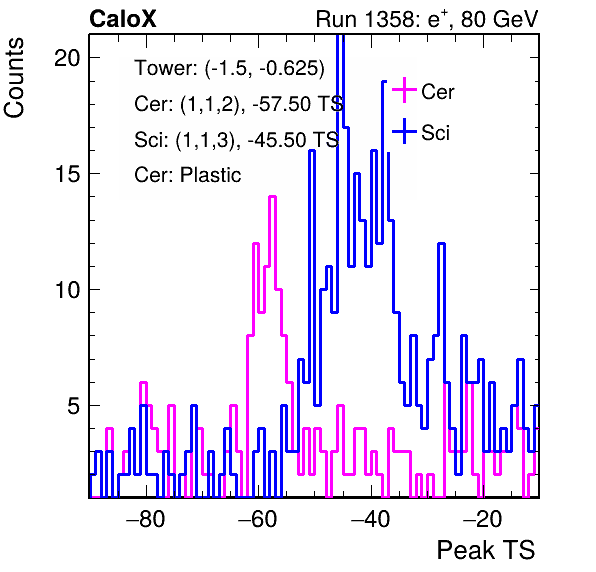 CaloX
Run 1358: e+, 80 GeV
Counts
20
15
10
5
Tower: (-1.5, -0.625)
Cer: (1,1,2), -57.50 TS
Sci: (1,1,3), -45.50 TS
Cer: Plastic
Cer
Sci
−80
−60
−40
−20
Peak TS